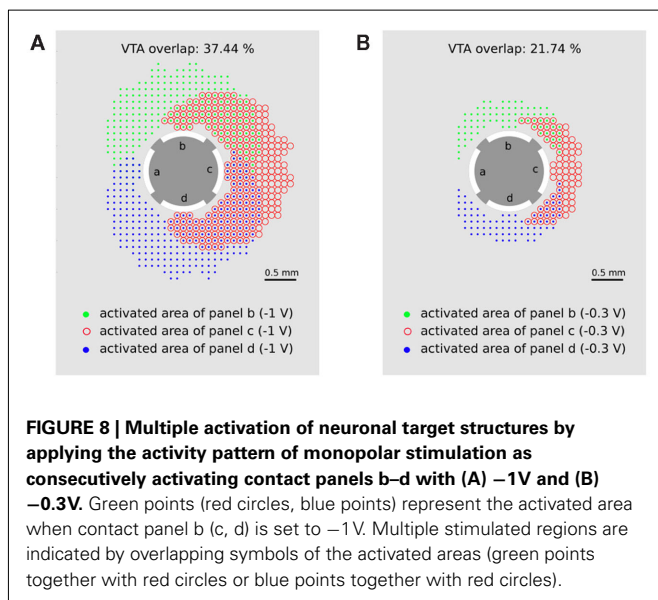 A
VTA overlap: 37.44 %
b
a
c
d
0.5 mm
activated area of panel b (-1 V)
activated area of panel c (-1 V)
activated area of panel d (-1 V)
B
VTA overlap: 21.74 %
b
a
c
d
0.5 mm
activated area of panel b (-0.3 V)
activated area of panel c (-0.3 V)
activated area of panel d (-0.3 V)
FIGURE 8 | Multiple activation of neuronal target structures by
applying the activity pattern of monopolar stimulation as
consecutively activating contact panels b–d with (A) −1V and (B)
−0.3V. Green points (red circles, blue points) represent the activated area
when contact panel b (c, d) is set to −1V. Multiple stimulated regions are
indicated by overlapping symbols of the activated areas (green points
together with red circles or blue points together with red circles).